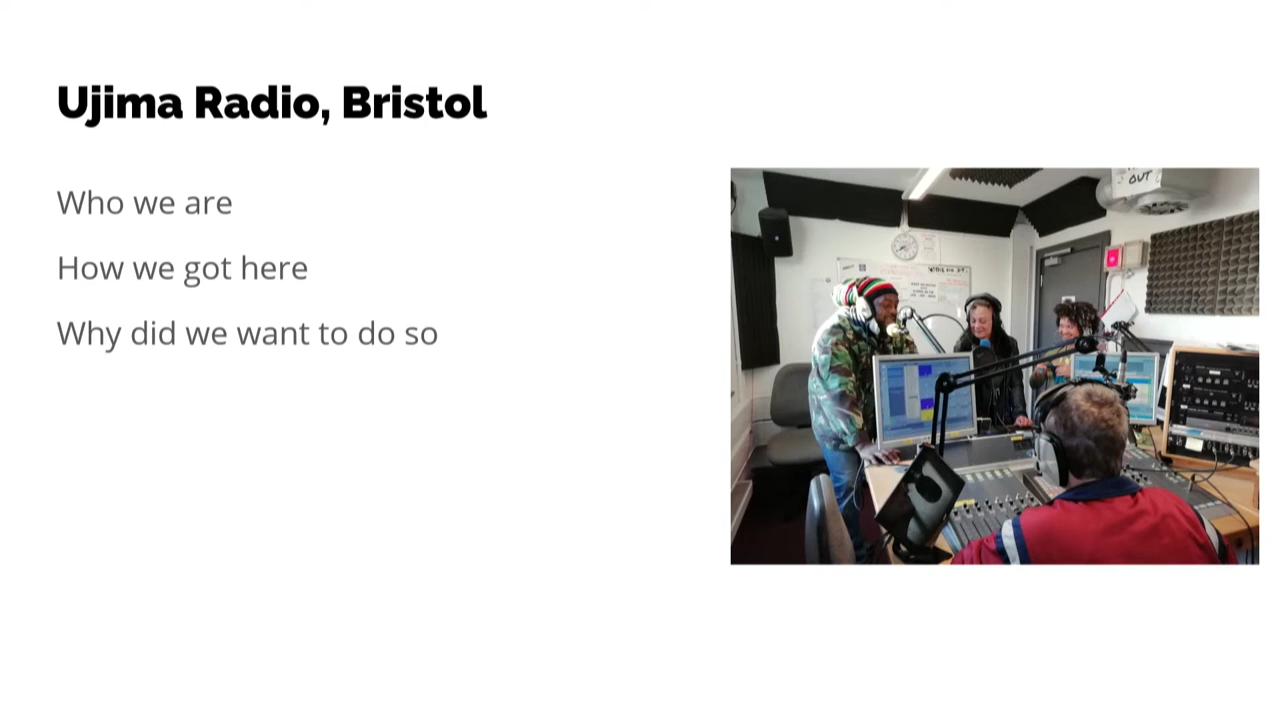 Ujima Radio, Bristol
Who we are
How we got here
Why did we want to do so
OUT